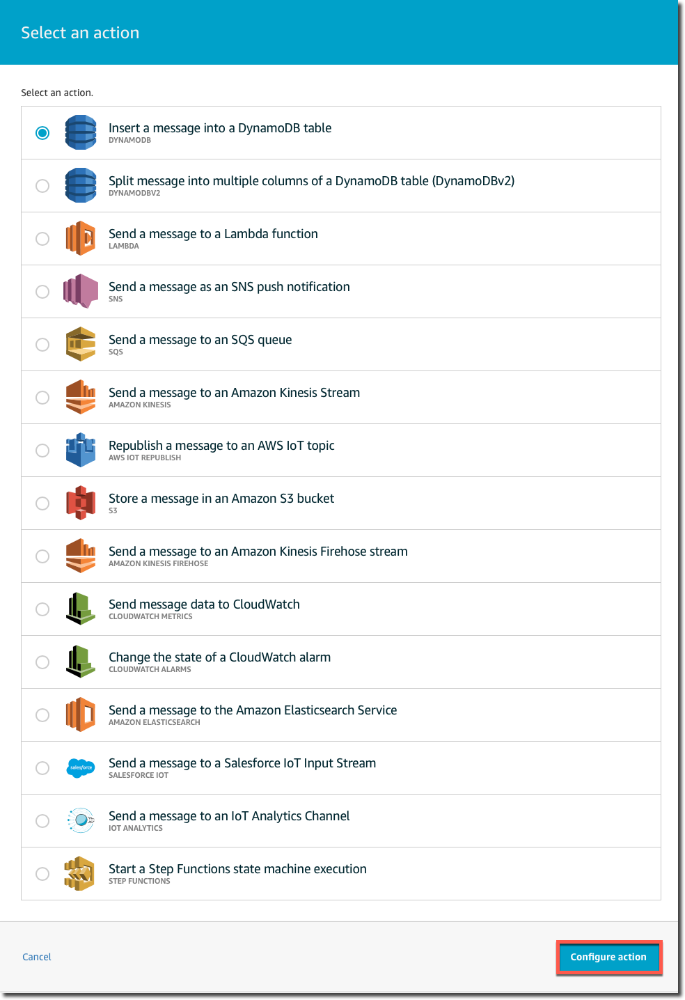 Select an action
Select an action.
Insert a message into a DynamoDB table
DYNAMODB
Split message into multiple columns of a DynamoDB table (DynamoDBv2)
DYNAMODBV2
Send a message to a Lambda function
LAMBDA
Send a message as an SNS push notification
SNS
Send a message to an SQS queue
SQS
Send a message to an Amazon Kinesis Stream
AMAZON KINESIS
Republish a message to an AWS IoT topic
AWS IOT REPUBLISH
Store a message in an Amazon S3 bucket
S3
Send a message to an Amazon Kinesis Firehose stream
AMAZON KINESIS FIREHOSE
Send message data to CloudWatch
CLOUDWATCH METRICS
Change the state of a CloudWatch alarm
CLOUDWATCH ALARMS
Send a message to the Amazon Elasticsearch Service
AMAZON ELASTICSEARCH
salesforce
Send a message to a Salesforce IoT Input Stream
SALESFORCE IOT
Send a message to an IoT Analytics Channel
IOT ANALYTICS
Start a Step Functions state machine execution
STEP FUNCTIONS
Cancel
Configure action